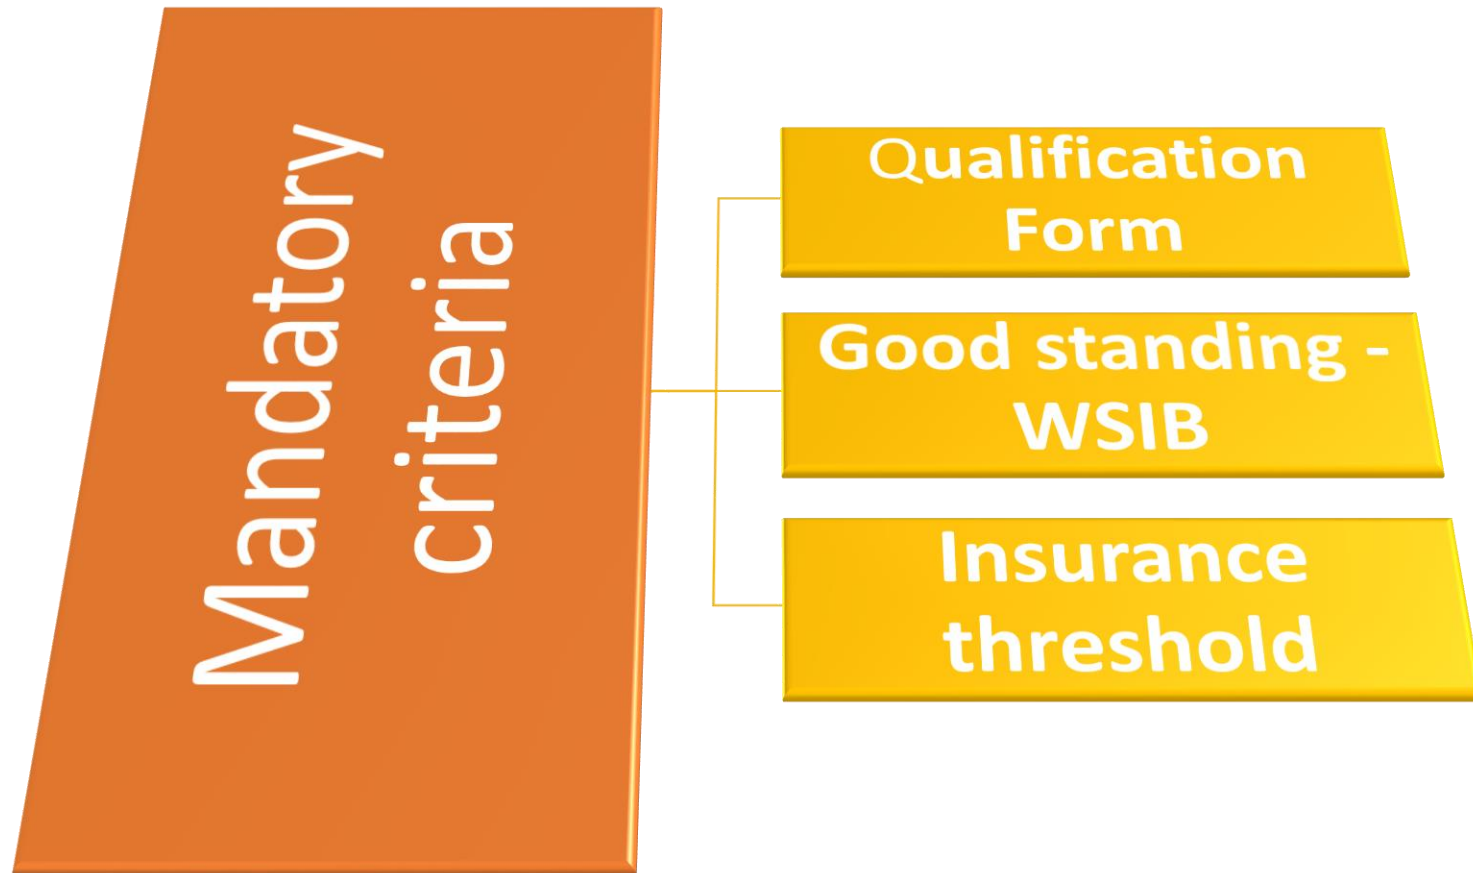 Mandatory
criteria
Qualification
Form
Good standing -
WSIB
Insurance
threshold